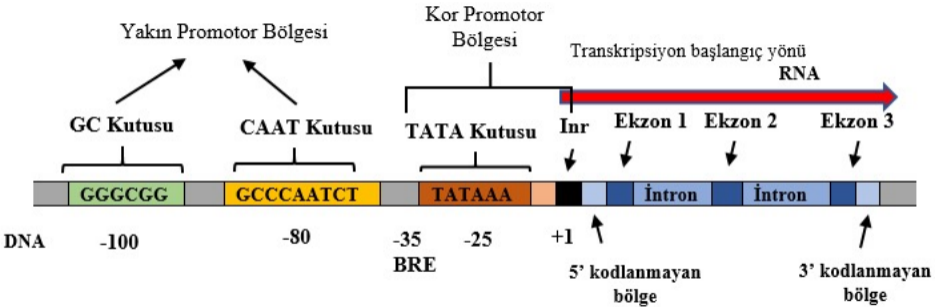 Yakın Promotor Bölgesi
Kor Promotor
Bölgesi
Transkripsiyon başlangıç yönü
RNA
GC Kutusu
CAAT Kutusu
TATA Kutusu
Inr
Ekzon 1
Ekzon 2
Ekzon 3
GGGCGG
GCCCAATCT
TATAAA
İntron
İntron
DNA
-100
-80
-35
BRE
-25
+1
5’ kodlanmayan
bölge
3’ kodlanmayan
bölge